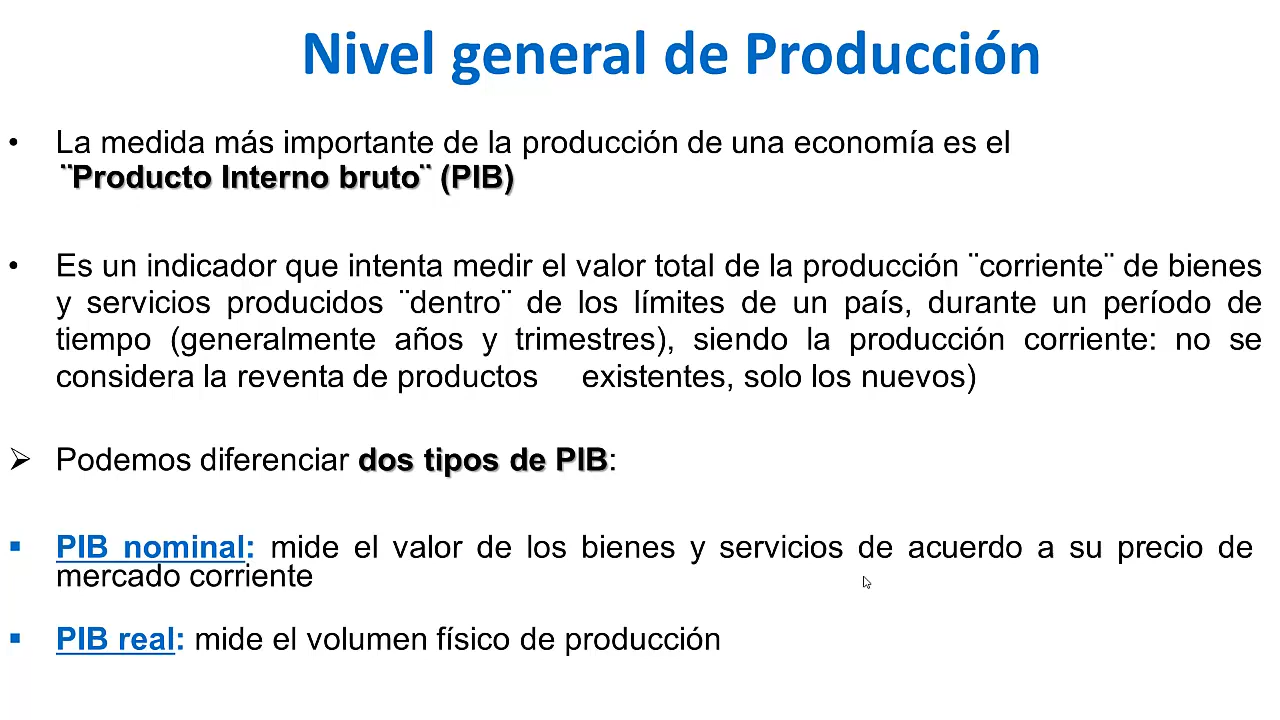 Nivel general de Producción
• La medida más importante de la producción de una economía es el
¨Producto Interno bruto¨ (PIB)
• Es un indicador que intenta medir el valor total de la producción ¨corriente¨ de bienes
y servicios producidos ¨dentro¨ de los límites de un país, durante un período de
tiempo (generalmente años y trimestres), siendo la producción corriente: no se
considera la reventa de productos existentes, solo los nuevos)
➢ Podemos diferenciar dos tipos de PIB:
▪ PIB nominal: mide el valor de los bienes y servicios de acuerdo a su precio de
mercado corriente
▪ PIB real: mide el volumen físico de producción